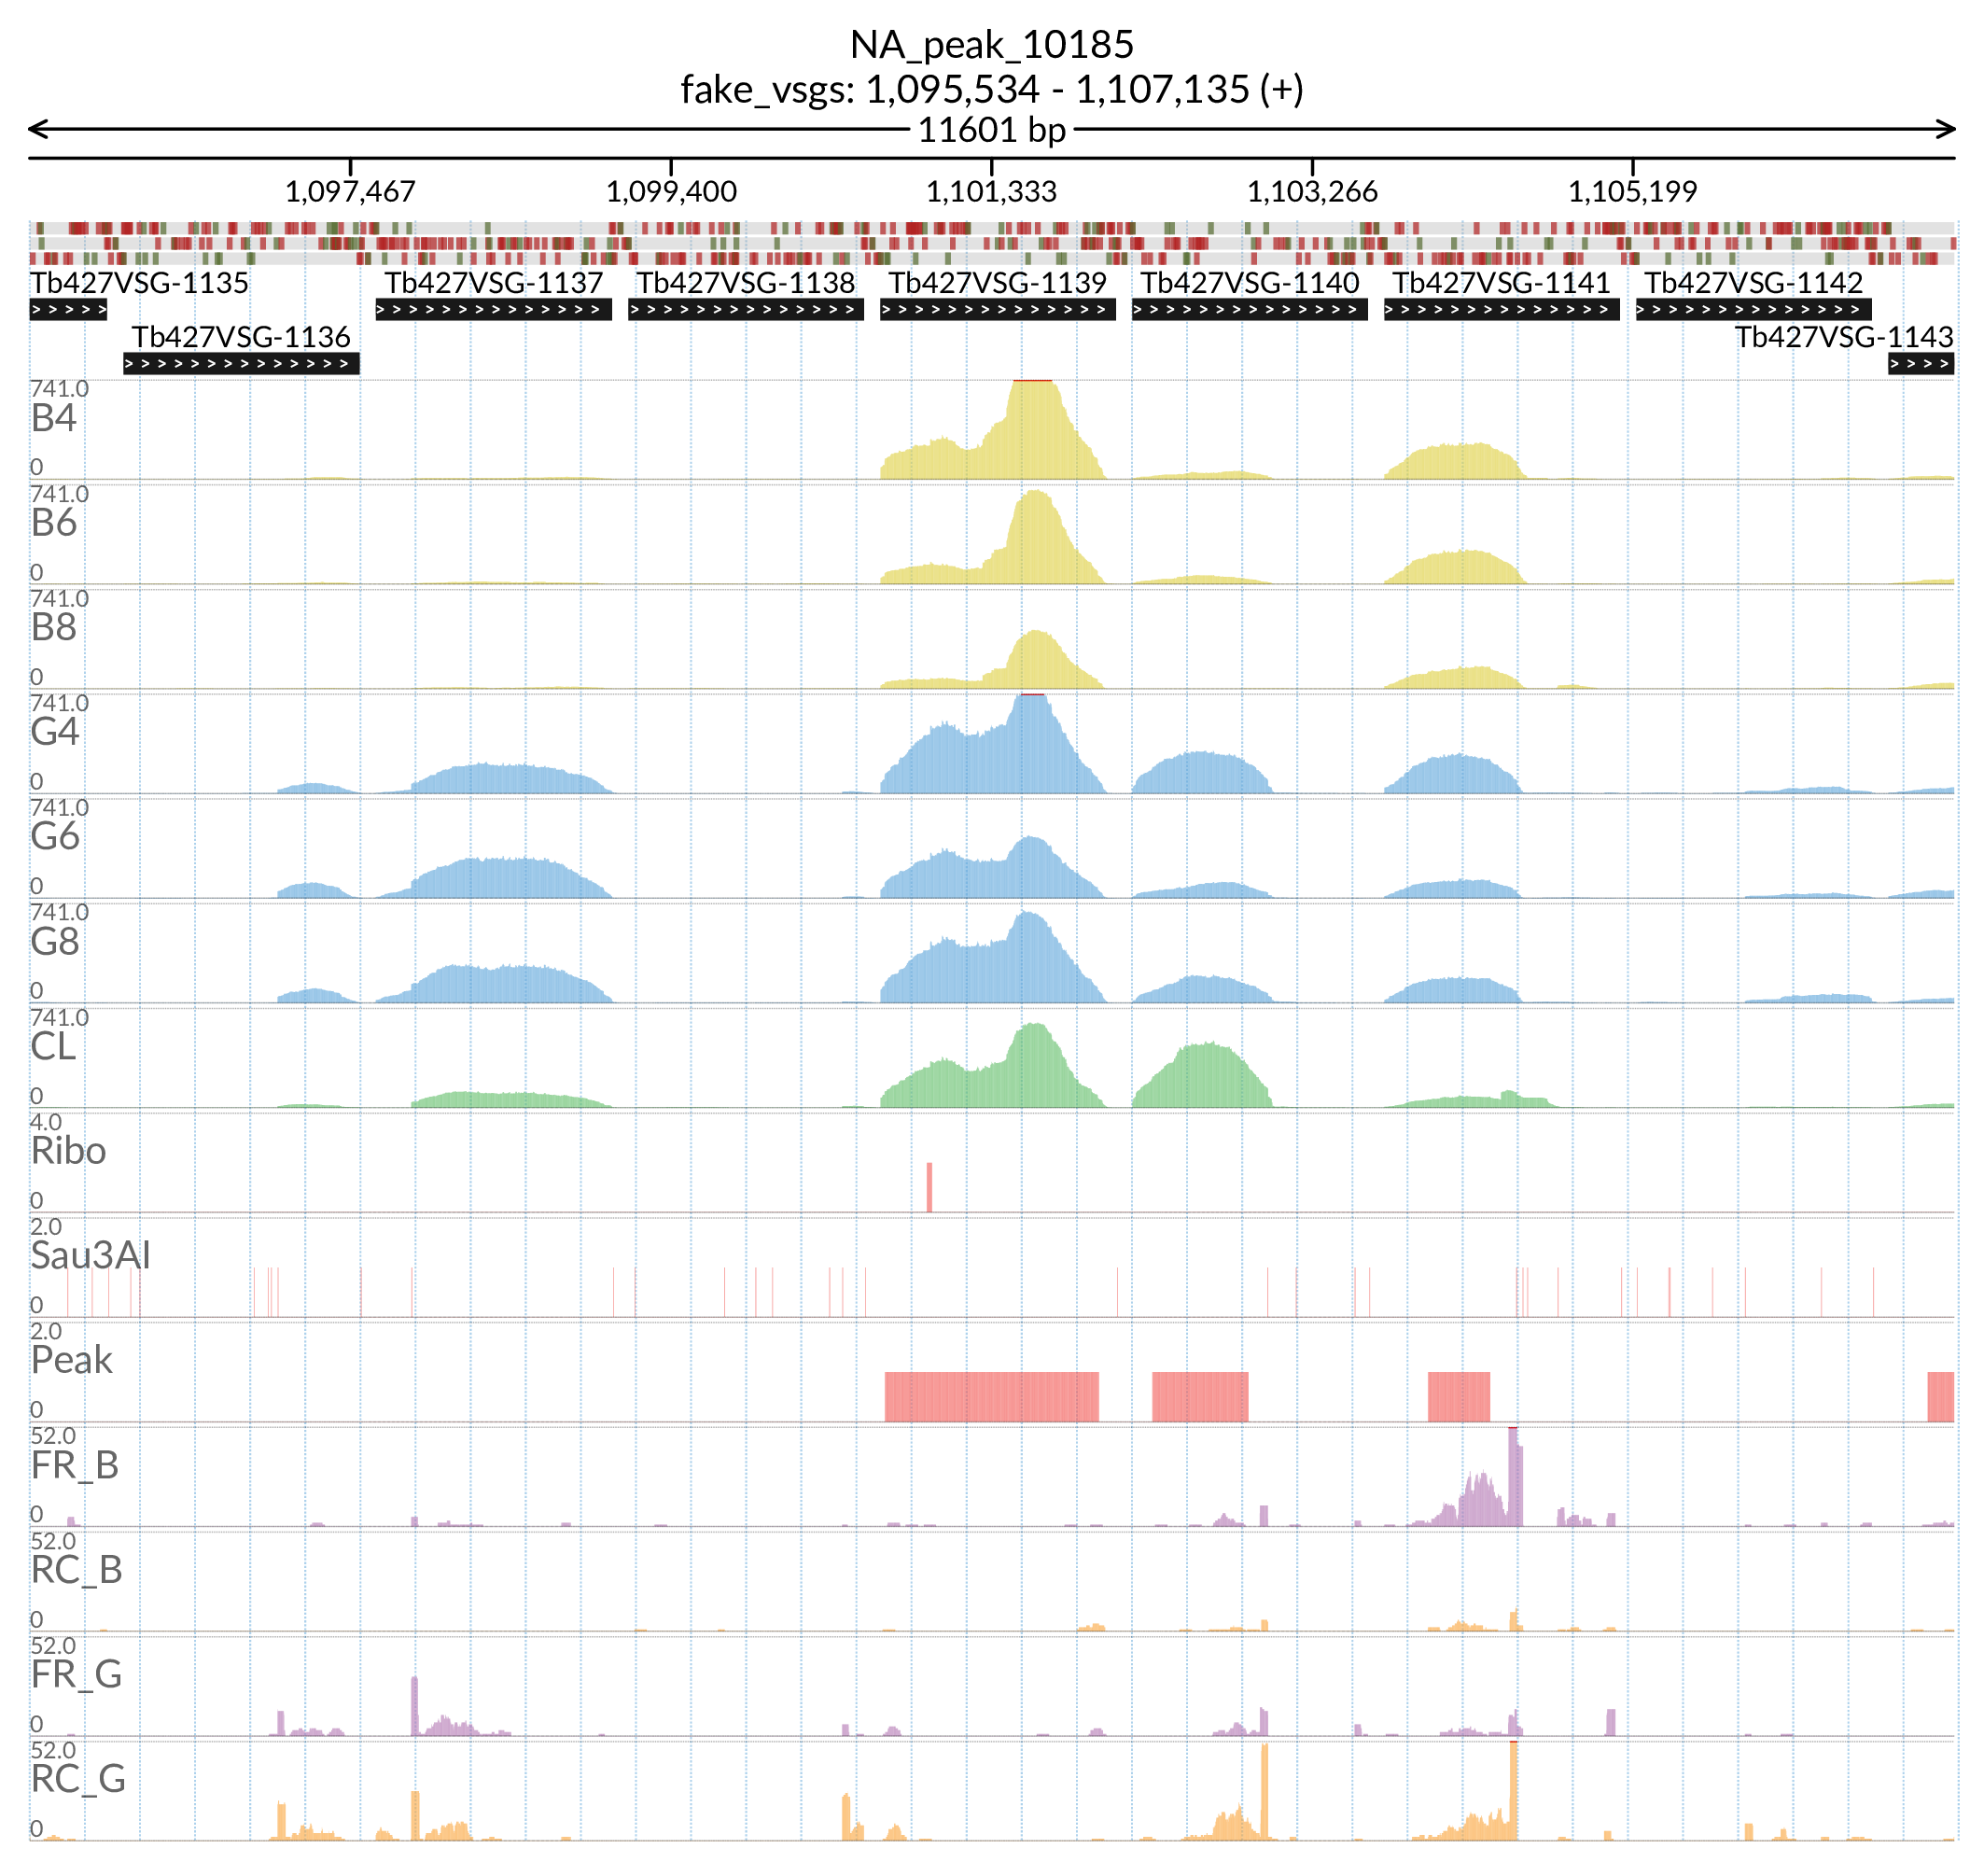 NA_peak_10185
fake_vsgs: 1,095,534 - 1,107,135 (+)
11601 bp
1,097,467 1,099,400 1,101,333 1,103,266 1,105,199
Tb427VSG-1135 Tb427VSG-1137 Tb427VSG-1138 Tb427VSG-1139 Tb427VSG-1140 Tb427VSG-1141 Tb427VSG-1142
Tb427VSG-1136 Tb427VSG-1143
741.0
B4
0
741.0
B6
0
741.0
B8
0
741.0
G4
0
741.0
G6
0
741.0
G8
0
741.0
CL
0
4.0
Ribo
0
2.0
Sau3AI
0
2.0
Peak
0
52.0
FR_B
0
52.0
RC_B
0
52.0
FR_G
0
52.0
RC_G
0